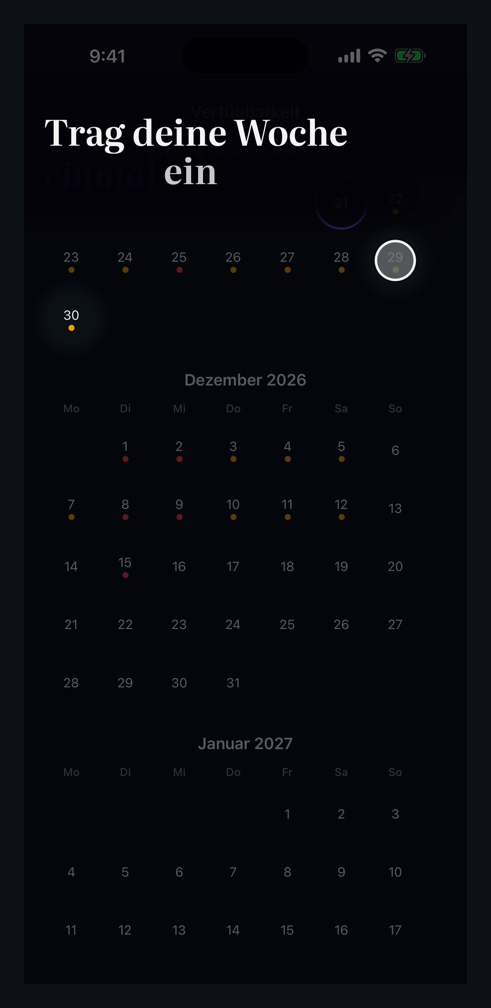 9:41
Verfügbarkeit
Trag deine Woche
einmal ein
21 22
23 24 25 26 27 28 29
30
Dezember 2026
Mo Di Mi Do Fr Sa So
1 2 3 4 5 6
7 8 9 10 11 12 13
14 15 16 17 18 19 20
21 22 23 24 25 26 27
28 29 30 31
Januar 2027
Mo Di Mi Do Fr Sa So
1 2 3
4 5 6 7 8 9 10
11 12 13 14 15 16 17